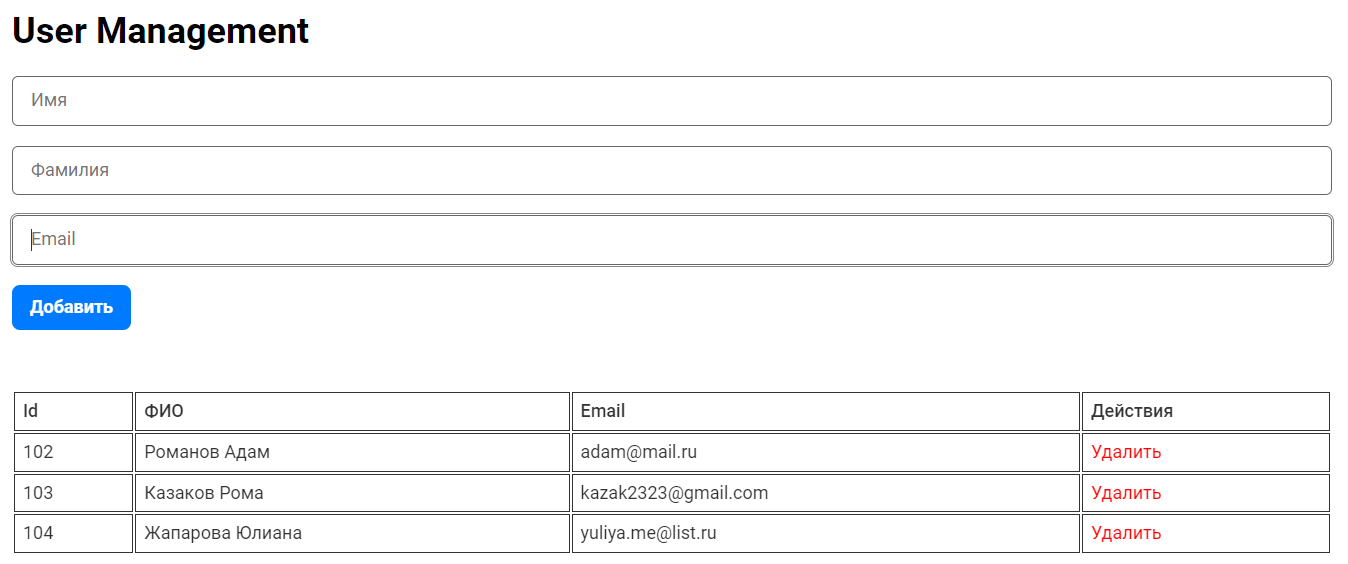 User Management
Имя
Фамилия
Email
Добавить
Id ФИО Email Действия
102 Романов Адам adam@mail.ru Удалить
103 Казаков Рома kazak2323@gmail.com Удалить
104 Жапарова Юлиана yuliya.me@list.ru Удалить